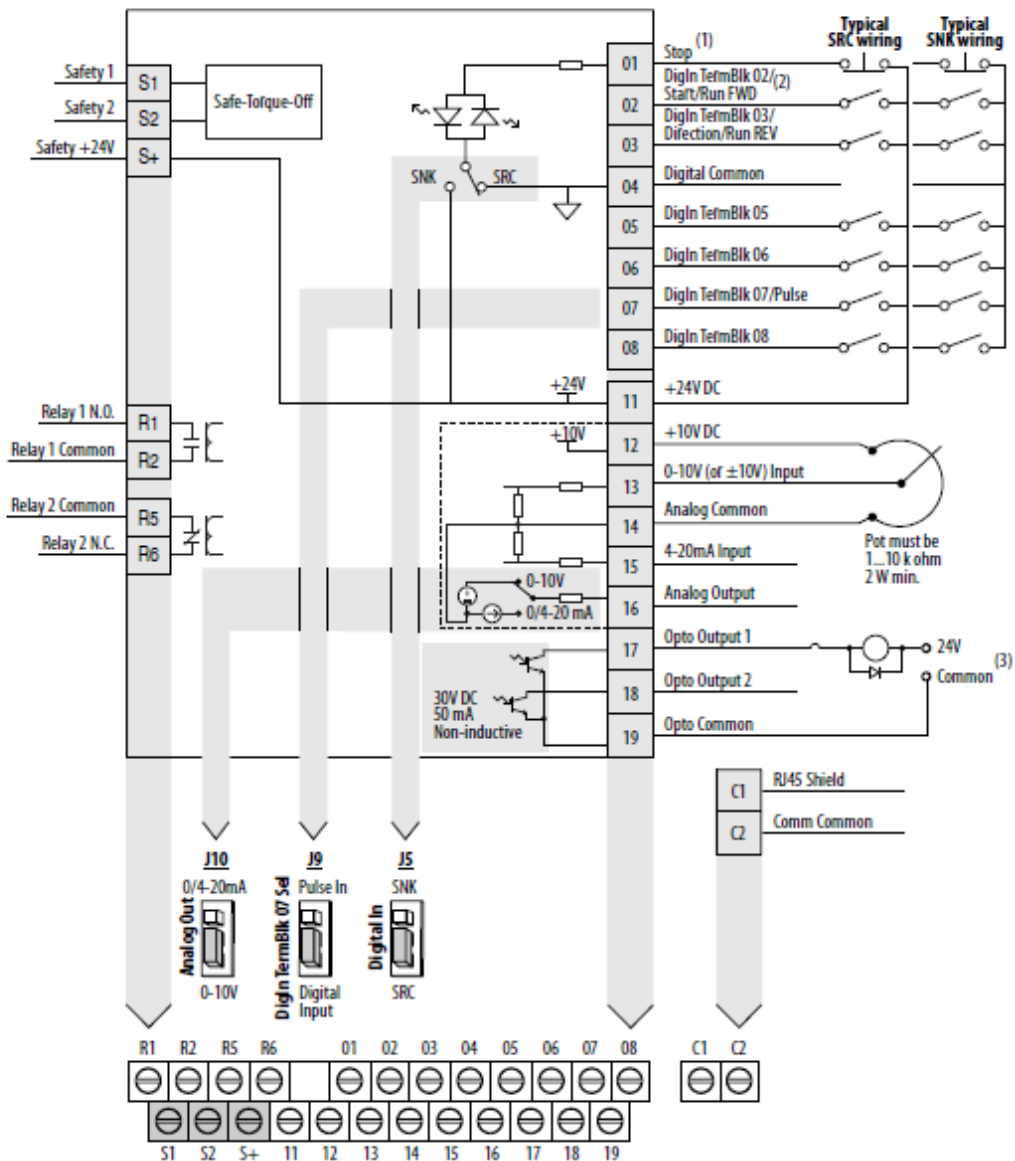 Safety 1
Safety 2
Safety +24V
S1
S2
S+
Safe-Torque-Off
SNK
SRC
01
02
03
04
05
06
07
08
11
12
13
14
15
16
17
18
19
Stop (1)
DigIn TermBlk 02/(2)
Start/Run FWD
DigIn TermBlk 03/
Direction/Run REV
Digital Common
DigIn TermBlk 05
DigIn TermBlk 06
DigIn TermBlk 07/Pulse
DigIn TermBlk 08
+24V DC
+10V DC
0-10V (or ±10V) Input
Analog Common
4-20mA Input
Analog Output
Opto Output 1
Opto Output 2
Opto Common
Typical
SRC wiring
Typical
SNK wiring
+24V
+10V
0-10V
0/4-20 mA
30V DC
50 mA
Non-inductive
Pot must be
1...10 k ohm
2 W min.
24V
Common (3)
Relay 1 N.O.
Relay 1 Common
Relay 2 Common
Relay 2 N.C.
R1
R2
R5
R6
C1
C2
RJ45 Shield
Comm Common
J10
0/4-20mA
Analog Out
0-10V
J9
Pulse In
DigIn TermBlk 07 Sel
Digital
Input
J5
SNK
Digital In
SRC
R1 R2 R5 R6 01 02 03 04 05 06 07 08 C1 C2
S1 S2 S+ 11 12 13 14 15 16 17 18 19